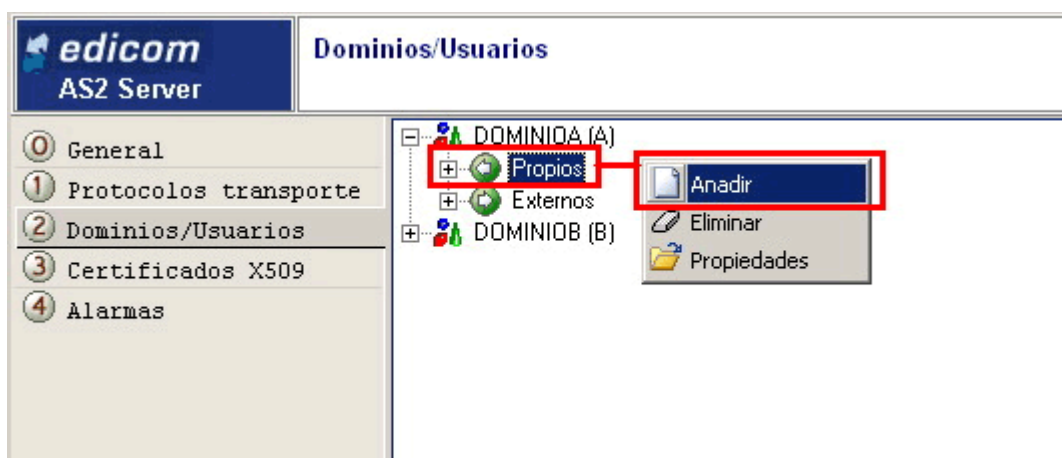 edicom
AS2 Server
Dominios/Usuarios
0 General
1 Protocolos transporte
2 Dominios/Usuarios
3 Certificados X509
4 Alarmas
DOMINIOA (A)
Propios
Externos
DOMINIOB (B)
Anadir
Eliminar
Propiedades